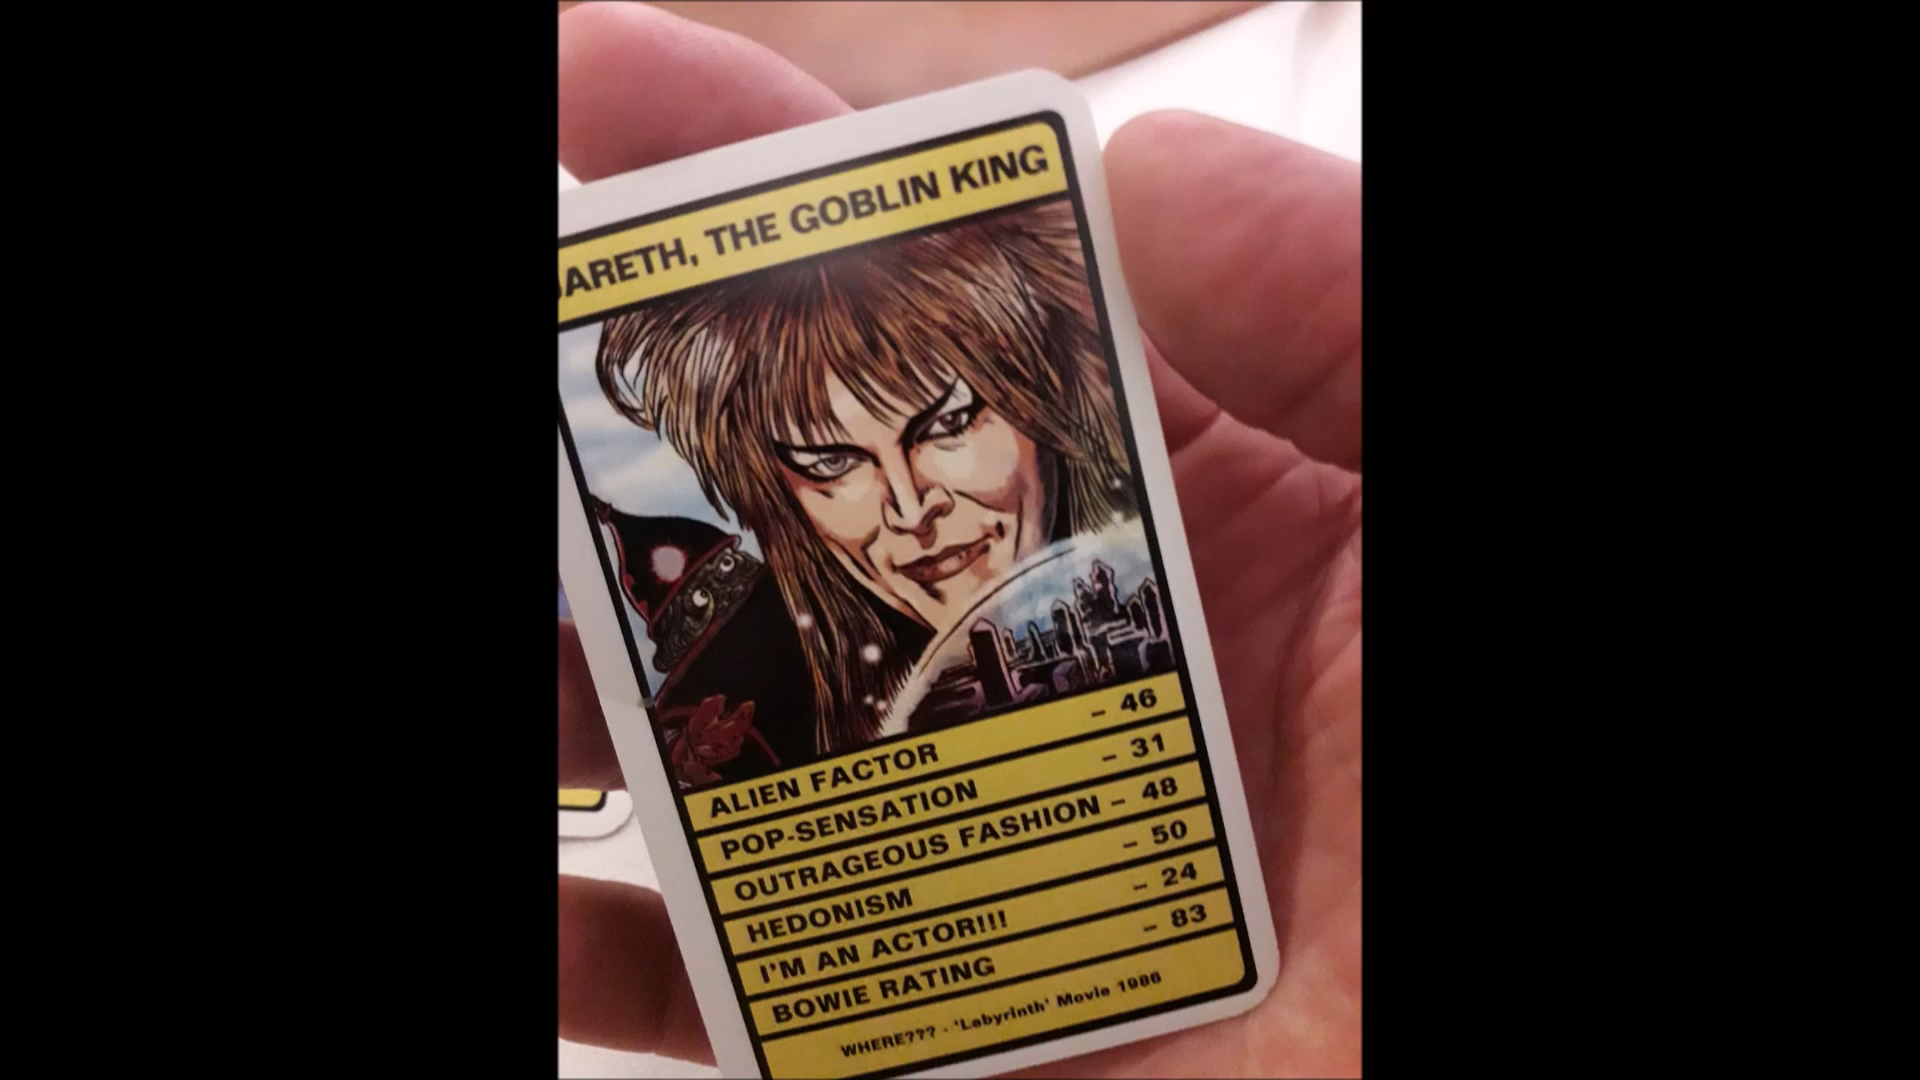 JARETH, THE GOBLIN KING
ALIEN FACTOR – 46
POP-SENSATION – 31
OUTRAGEOUS FASHION – 48
HEDONISM – 50
I'M AN ACTOR!!! – 24
BOWIE RATING – 83
WHERE??? - 'Labyrinth' Movie 1986